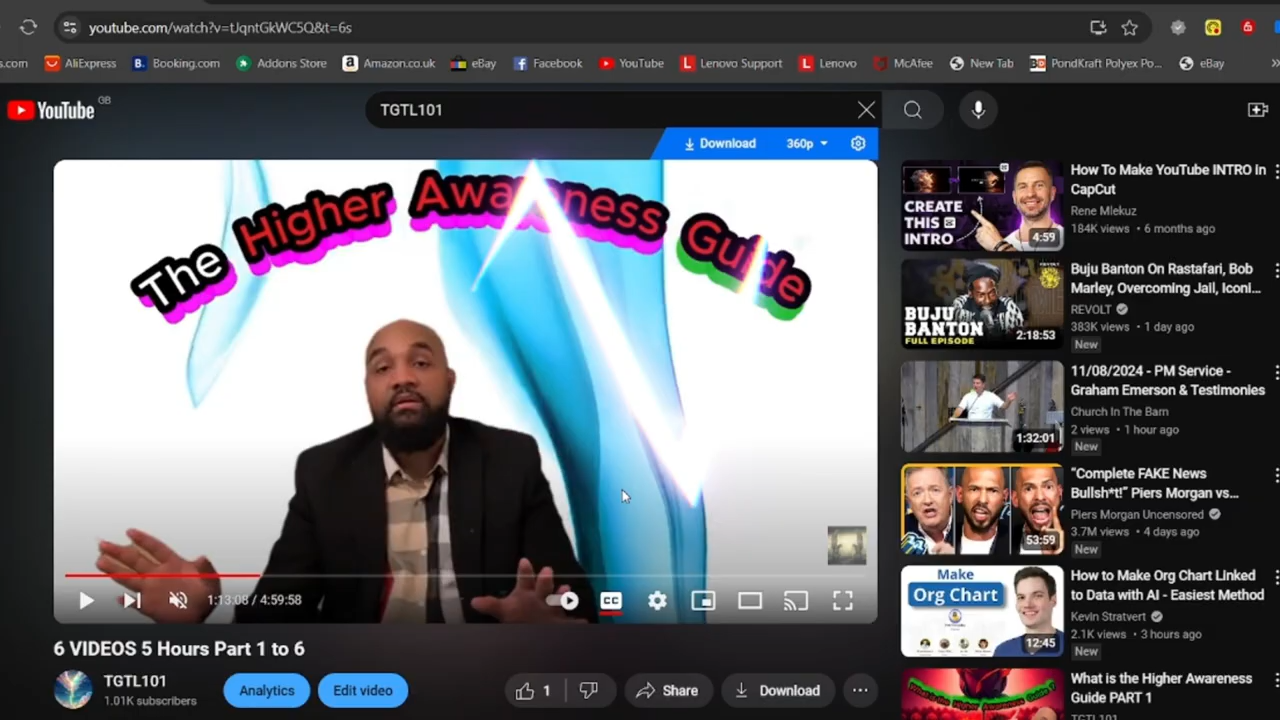 youtube.com/watch?v=tJqntGkWC5Q&t=6s
s.com AliExpress Booking.com Addons Store Amazon.co.uk eBay Facebook YouTube Lenovo Support Lenovo McAfee New Tab PondKraft Polyex Po... eBay »
YouTube GB
TGTL101
Download 360p
The Higher Awareness Guide
1:13:08 / 4:59:58
CC
6 VIDEOS 5 Hours Part 1 to 6
TGTL101
1.01K subscribers
Analytics
Edit video
1
Share
Download
CREATE
THIS
INTRO
4:59
How To Make YouTube INTRO In
CapCut
Rene Mlekuz
184K views • 6 months ago
BUJU
BANTON
FULL EPISODE
2:18:53
Buju Banton On Rastafari, Bob
Marley, Overcoming Jail, Iconi...
REVOLT
383K views • 1 day ago
New
1:32:01
11/08/2024 - PM Service -
Graham Emerson & Testimonies
Church In The Barn
2 views • 1 hour ago
New
53:59
“Complete FAKE News
Bullsh*t!” Piers Morgan vs...
Piers Morgan Uncensored
3.7M views • 4 days ago
New
Make
Org Chart
12:45
How to Make Org Chart Linked
to Data with AI - Easiest Method
Kevin Stratvert
2.1K views • 3 hours ago
New
What is the Higher Awareness
Guide PART 1
TGTL101